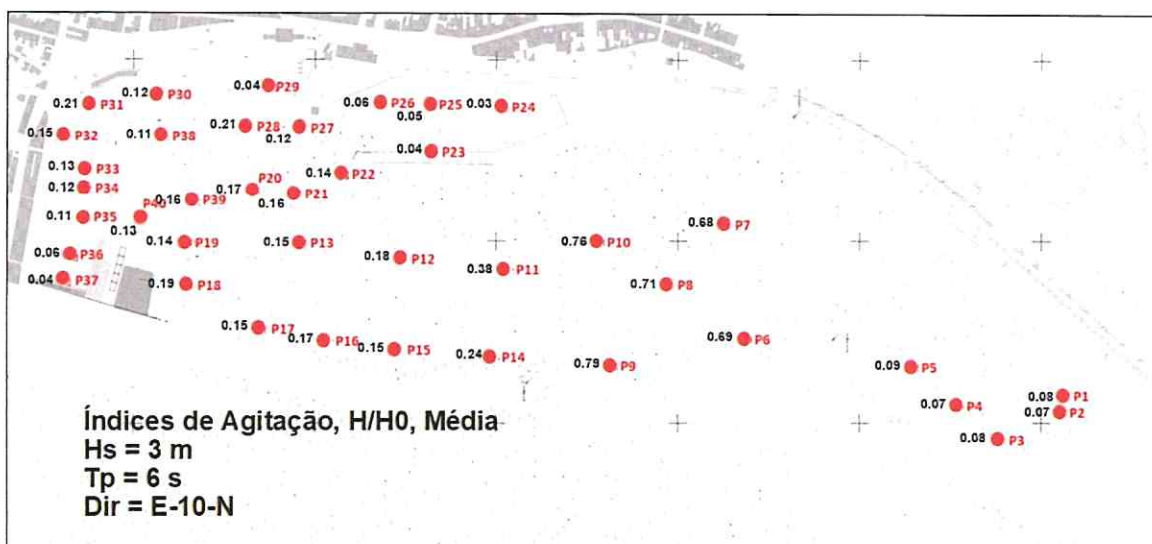 0.04 P29
0.12 P30
0.21 P31
0.06 P26
P25
0.05
0.03 P24
0.15 P32
0.11 P38
0.21 P28
P27
0.12
0.04 P23
0.13 P33
0.14 P22
0.12 P34
P20
0.17
0.16 P39
P21
0.16
0.11 P35
P40
0.13
0.68 P7
0.14 P19
0.15 P13
0.76 P10
0.06 P36
0.18 P12
0.38 P11
0.04 P37
0.19 P18
0.71 P8
0.15 P17
0.17 P16
0.69 P6
0.15 P15
0.24 P14
0.79 P9
0.09 P5
0.08 P1
0.07 P4
0.07 P2
0.08 P3
Índices de Agitação, H/H0, Média
Hs = 3 m
Tp = 6 s
Dir = E-10-N